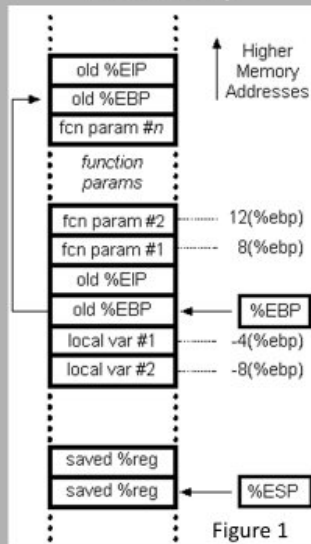 Higher
Memory
Addresses
old %EIP
old %EBP
fcn param #n
function
params
fcn param #2 12(%ebp)
fcn param #1 8(%ebp)
old %EIP
old %EBP %EBP
local var #1 -4(%ebp)
local var #2 -8(%ebp)
saved %reg
saved %reg %ESP
Figure 1